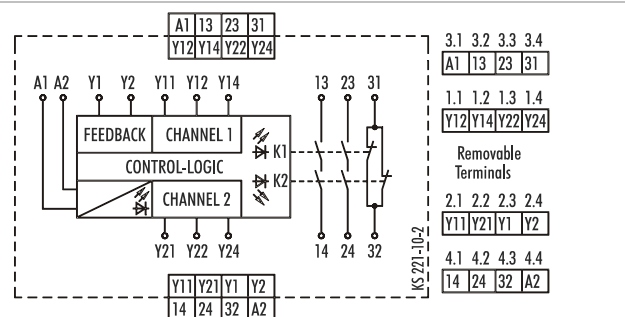 A1 13 23 31
Y12 Y14 Y22 Y24
A1 A2 Y1 Y2 Y11 Y12 Y14 13 23 31
FEEDBACK CHANNEL 1
K1
CONTROL-LOGIC
K2
CHANNEL 2
Y21 Y22 Y24 14 24 32
KS 221-10-2
Y11 Y21 Y1 Y2
14 24 32 A2
3.1 3.2 3.3 3.4
A1 13 23 31
1.1 1.2 1.3 1.4
Y12 Y14 Y22 Y24
Removable
Terminals
2.1 2.2 2.3 2.4
Y11 Y21 Y1 Y2
4.1 4.2 4.3 4.4
14 24 32 A2